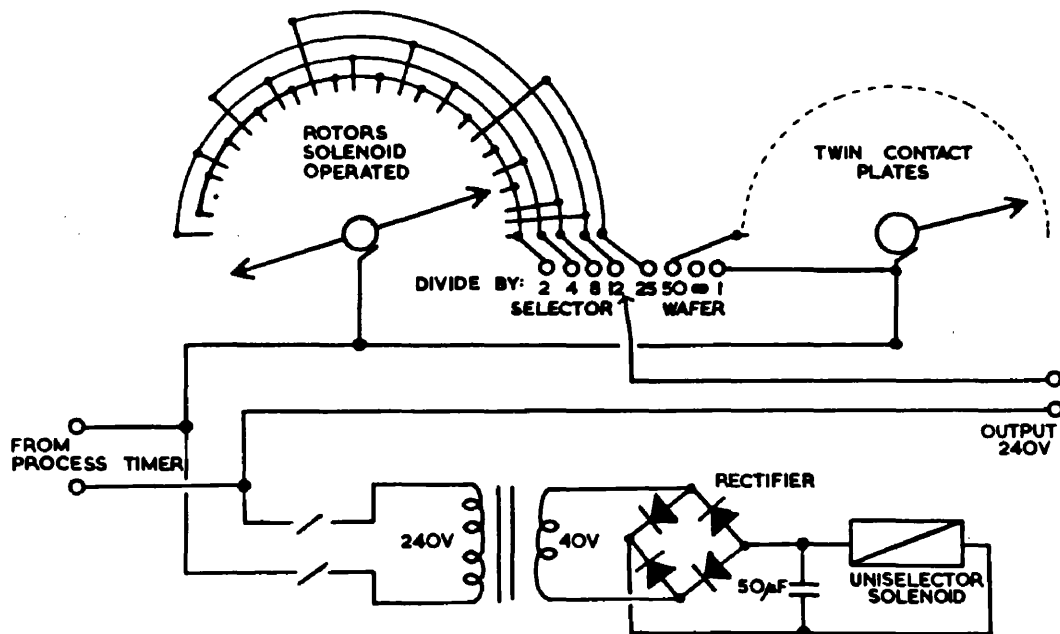 ROTORS
SOLENOID
OPERATED
TWIN CONTACT
PLATES
DIVIDE BY: 2 4 8 12 25 50 ∞ 1
SELECTOR WAFER
FROM
PROCESS TIMER
OUTPUT
240V
RECTIFIER
240V
40V
50µF
UNISELECTOR
SOLENOID